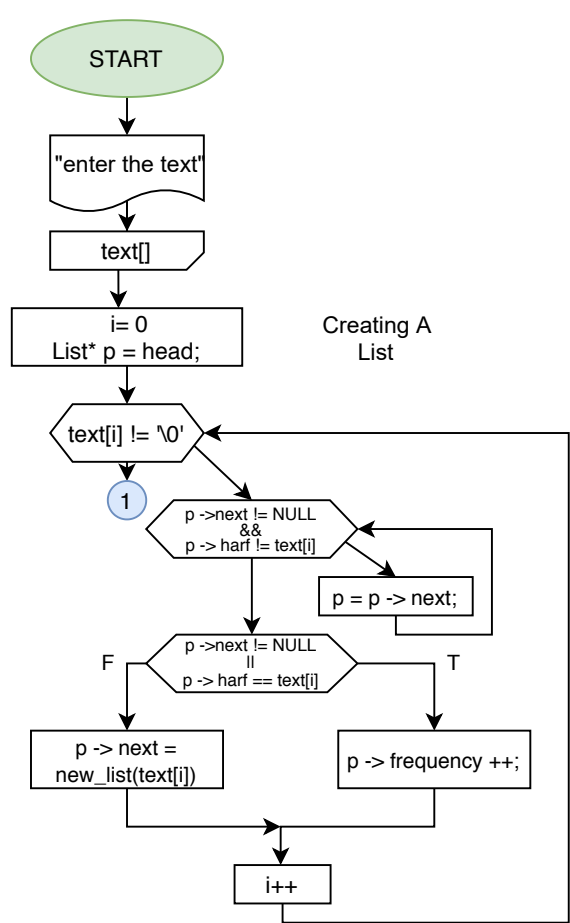 START
"enter the text"
text[]
i= 0
List* p = head;
Creating A
List
text[i] != '\0'
1
p ->next != NULL
&&
p -> harf != text[i]
p = p -> next;
p ->next != NULL
||
p -> harf == text[i]
F
T
p -> next =
new_list(text[i])
p -> frequency ++;
i++